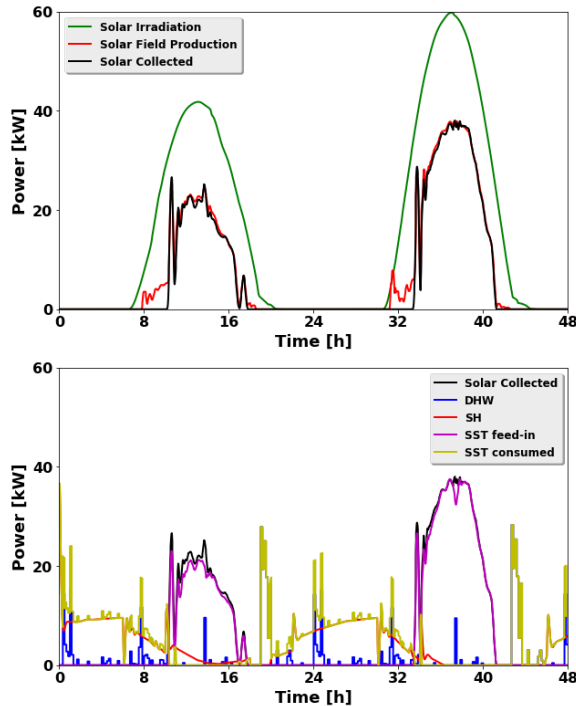 60
40
20
0
Power [kW]
Solar Irradiation
Solar Field Production
Solar Collected
0 8 16 24 32 40 48
Time [h]
60
40
20
0
Power [kW]
Solar Collected
DHW
SH
SST feed-in
SST consumed
0 8 16 24 32 40 48
Time [h]